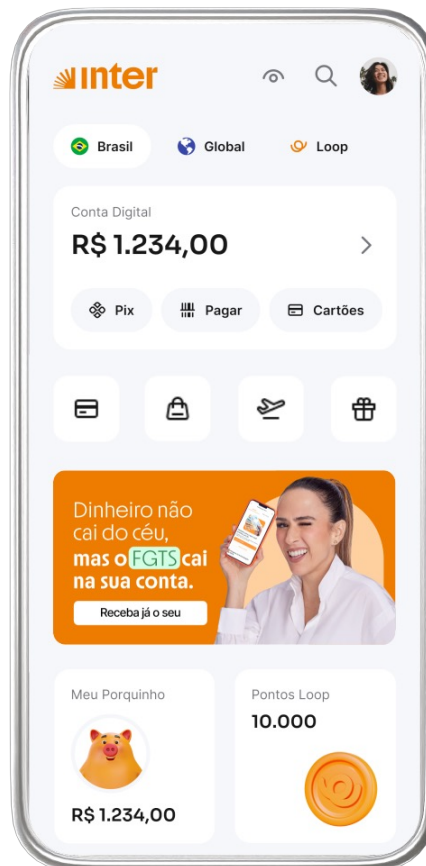 inter
Brasil
Global
Loop
Conta Digital
R$ 1.234,00
Pix
Pagar
Cartões
Dinheiro não
cai do céu,
mas o FGTS cai
na sua conta.
Receba já o seu
Meu Porquinho
R$ 1.234,00
Pontos Loop
10.000